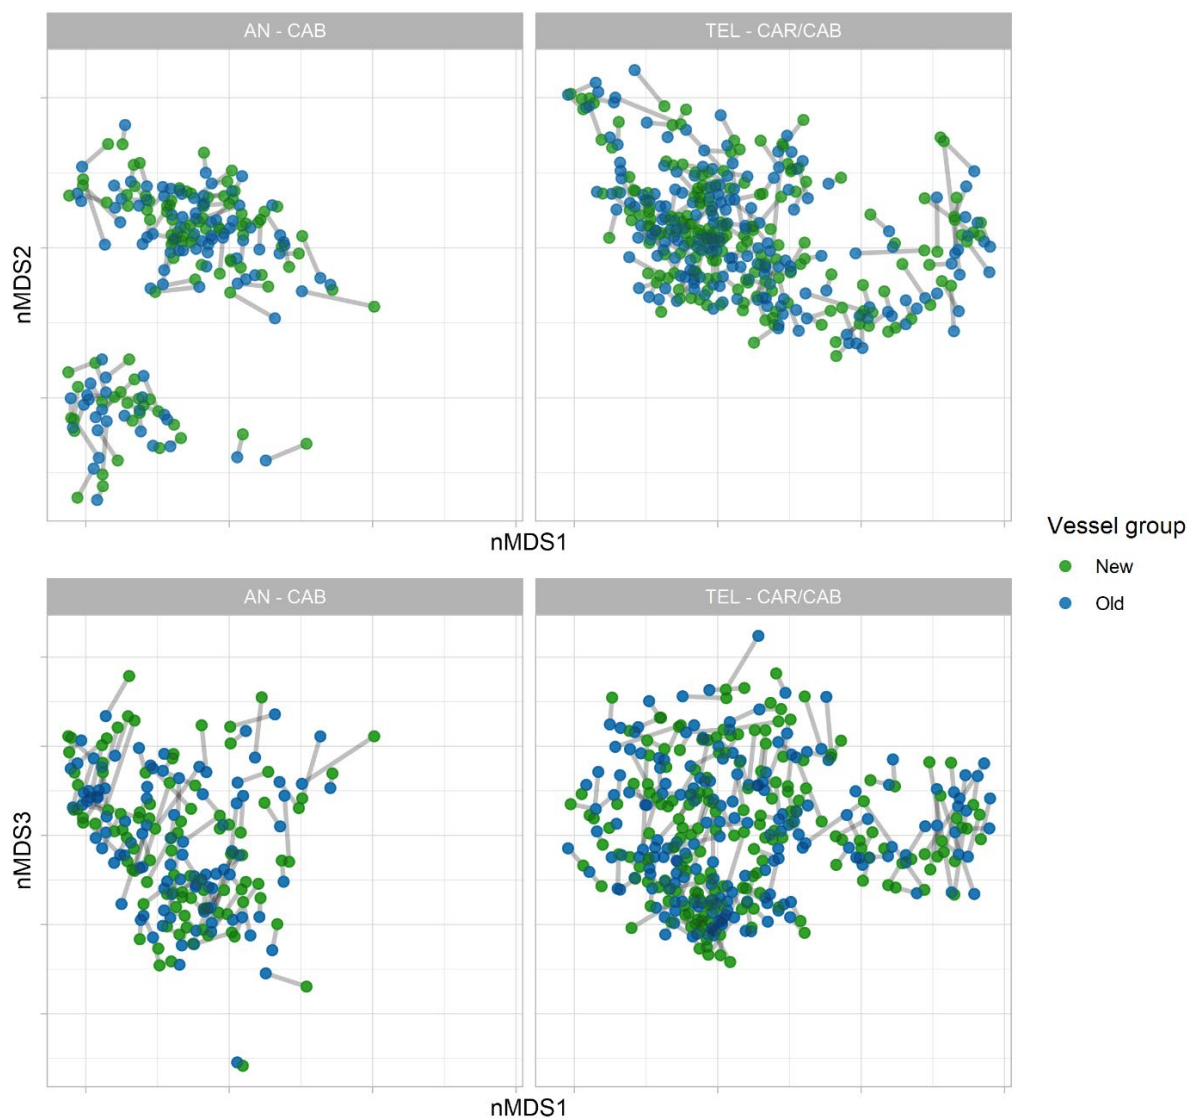 AN - CAB
TEL - CAR/CAB
nMDS2
nMDS1
Vessel group
New
Old
AN - CAB
TEL - CAR/CAB
nMDS3
nMDS1